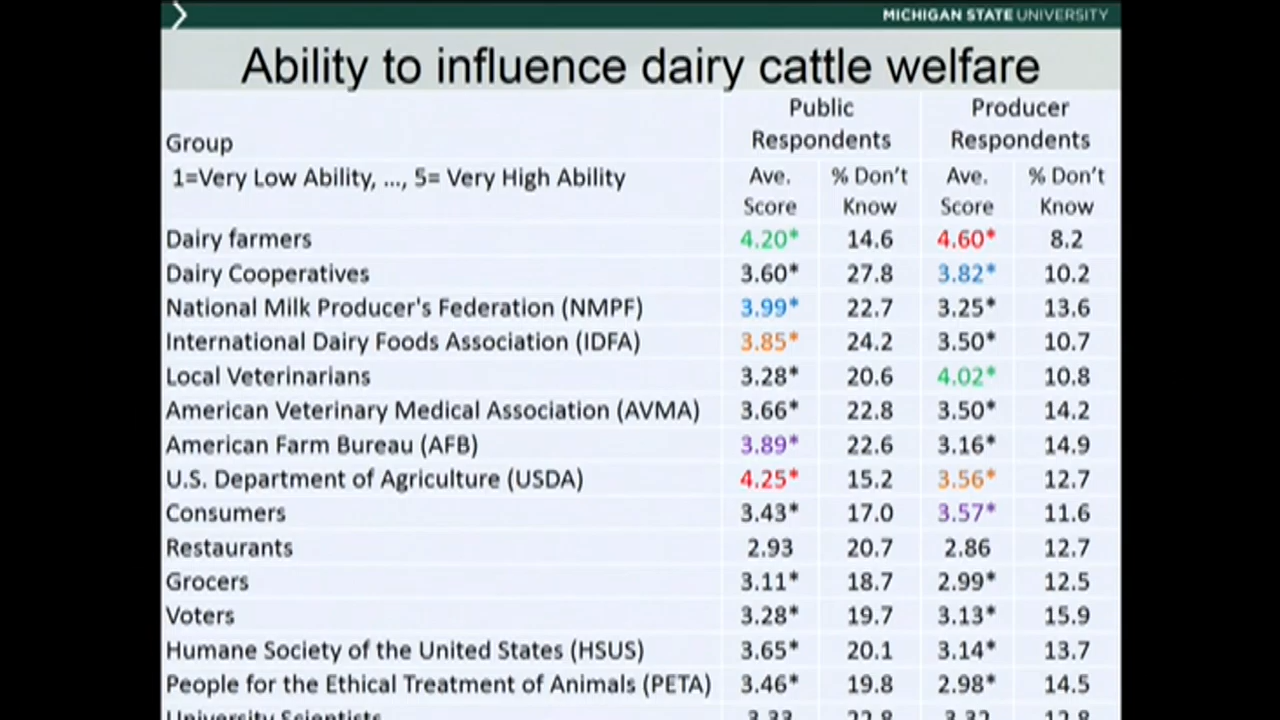 MICHIGAN STATE UNIVERSITY
Ability to influence dairy cattle welfare
Group Public Respondents Producer Respondents
1=Very Low Ability, ..., 5= Very High Ability Ave. Score % Don't Know Ave. Score % Don't Know
Dairy farmers 4.20* 14.6 4.60* 8.2
Dairy Cooperatives 3.60* 27.8 3.82* 10.2
National Milk Producer's Federation (NMPF) 3.99* 22.7 3.25* 13.6
International Dairy Foods Association (IDFA) 3.85* 24.2 3.50* 10.7
Local Veterinarians 3.28* 20.6 4.02* 10.8
American Veterinary Medical Association (AVMA) 3.66* 22.8 3.50* 14.2
American Farm Bureau (AFB) 3.89* 22.6 3.16* 14.9
U.S. Department of Agriculture (USDA) 4.25* 15.2 3.56* 12.7
Consumers 3.43* 17.0 3.57* 11.6
Restaurants 2.93 20.7 2.86 12.7
Grocers 3.11* 18.7 2.99* 12.5
Voters 3.28* 19.7 3.13* 15.9
Humane Society of the United States (HSUS) 3.65* 20.1 3.14* 13.7
People for the Ethical Treatment of Animals (PETA) 3.46* 19.8 2.98* 14.5
University Scientists